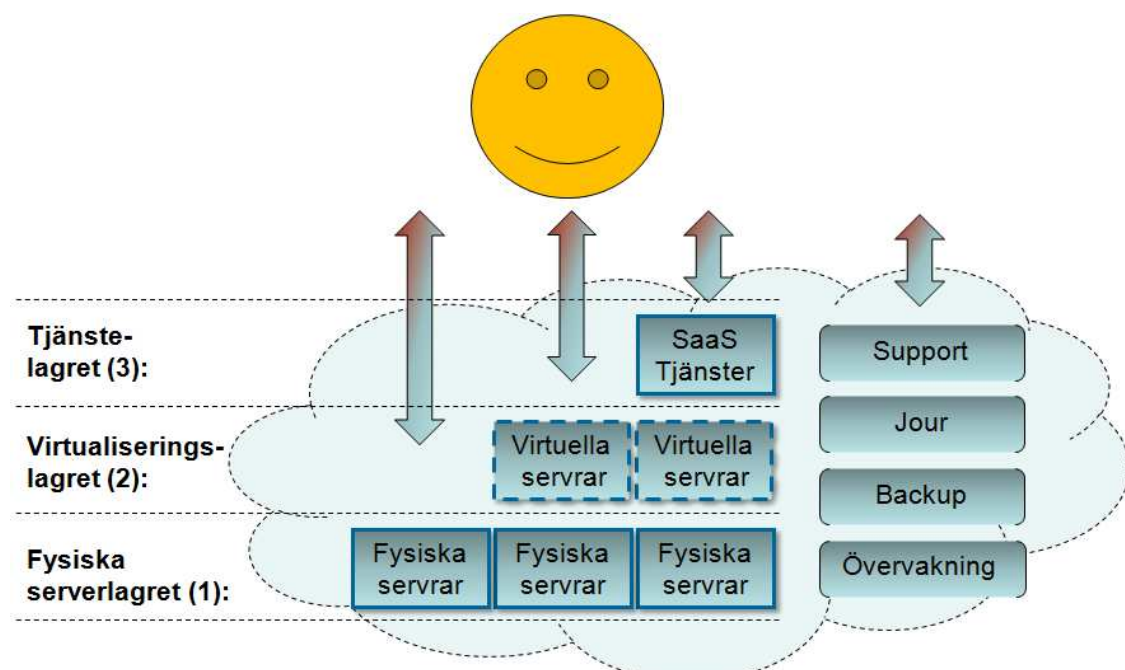 Tjänste-
lagret (3):
SaaS
Tjänster
Virtualiserings-
lagret (2):
Virtuella
servrar
Virtuella
servrar
Fysiska
serverlagret (1):
Fysiska
servrar
Fysiska
servrar
Fysiska
servrar
Support
Jour
Backup
Övervakning